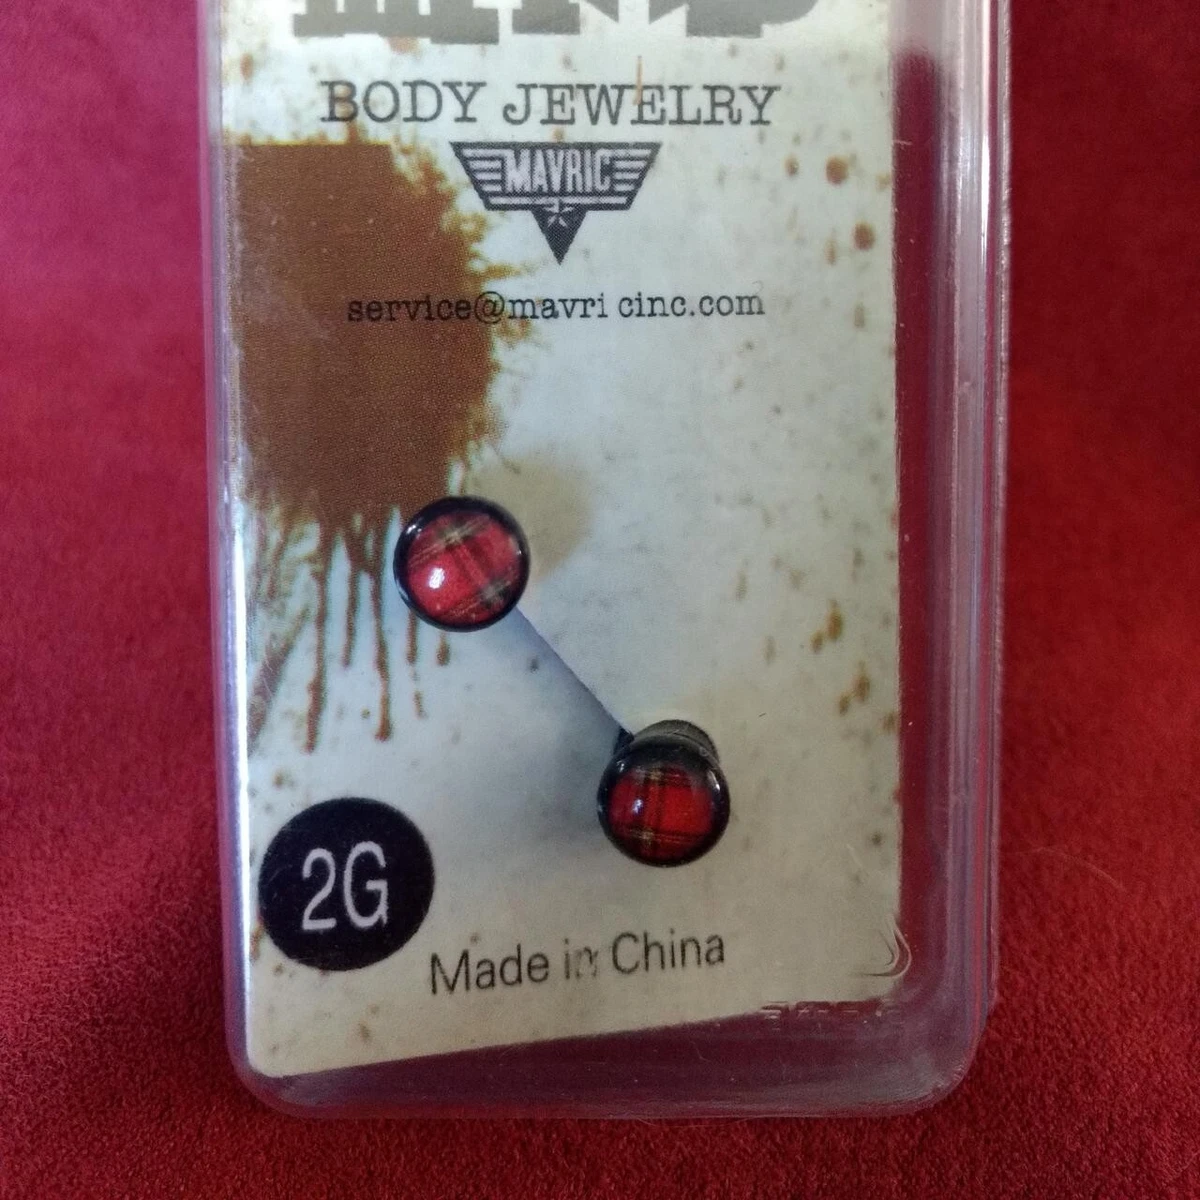 BODY JEWELRY
MAVRIC
service@mavri cinc.com
2G
Made in China